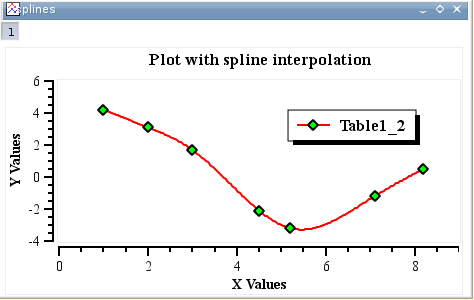 splines
1
Plot with spline interpolation
6
4
2
0
-2
-4
Y Values
Table1_2
0 2 4 6 8
X Values